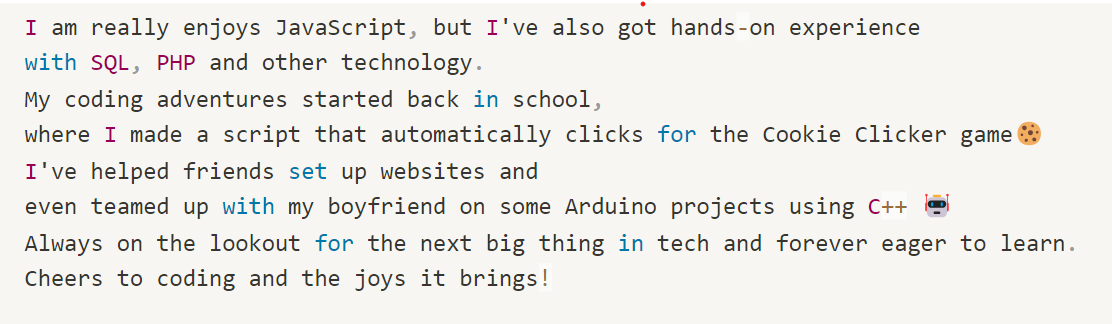 I am really enjoys JavaScript, but I've also got hands-on experience
with SQL, PHP and other technology.
My coding adventures started back in school,
where I made a script that automatically clicks for the Cookie Clicker game🍪
I've helped friends set up websites and
even teamed up with my boyfriend on some Arduino projects using C++ 🤖
Always on the lookout for the next big thing in tech and forever eager to learn.
Cheers to coding and the joys it brings!